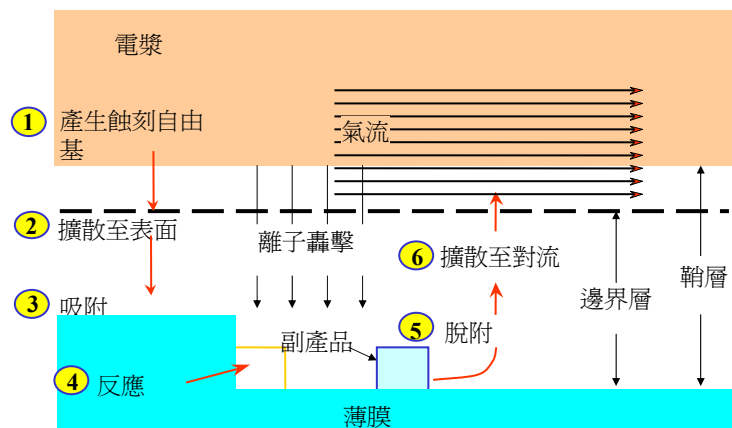 電漿
1
產生蝕刻自由
基
氣流
2
擴散至表面
離子轟擊
6
擴散至對流
邊界層
鞘層
3
吸附
副產品
5
脫附
4
反應
薄膜